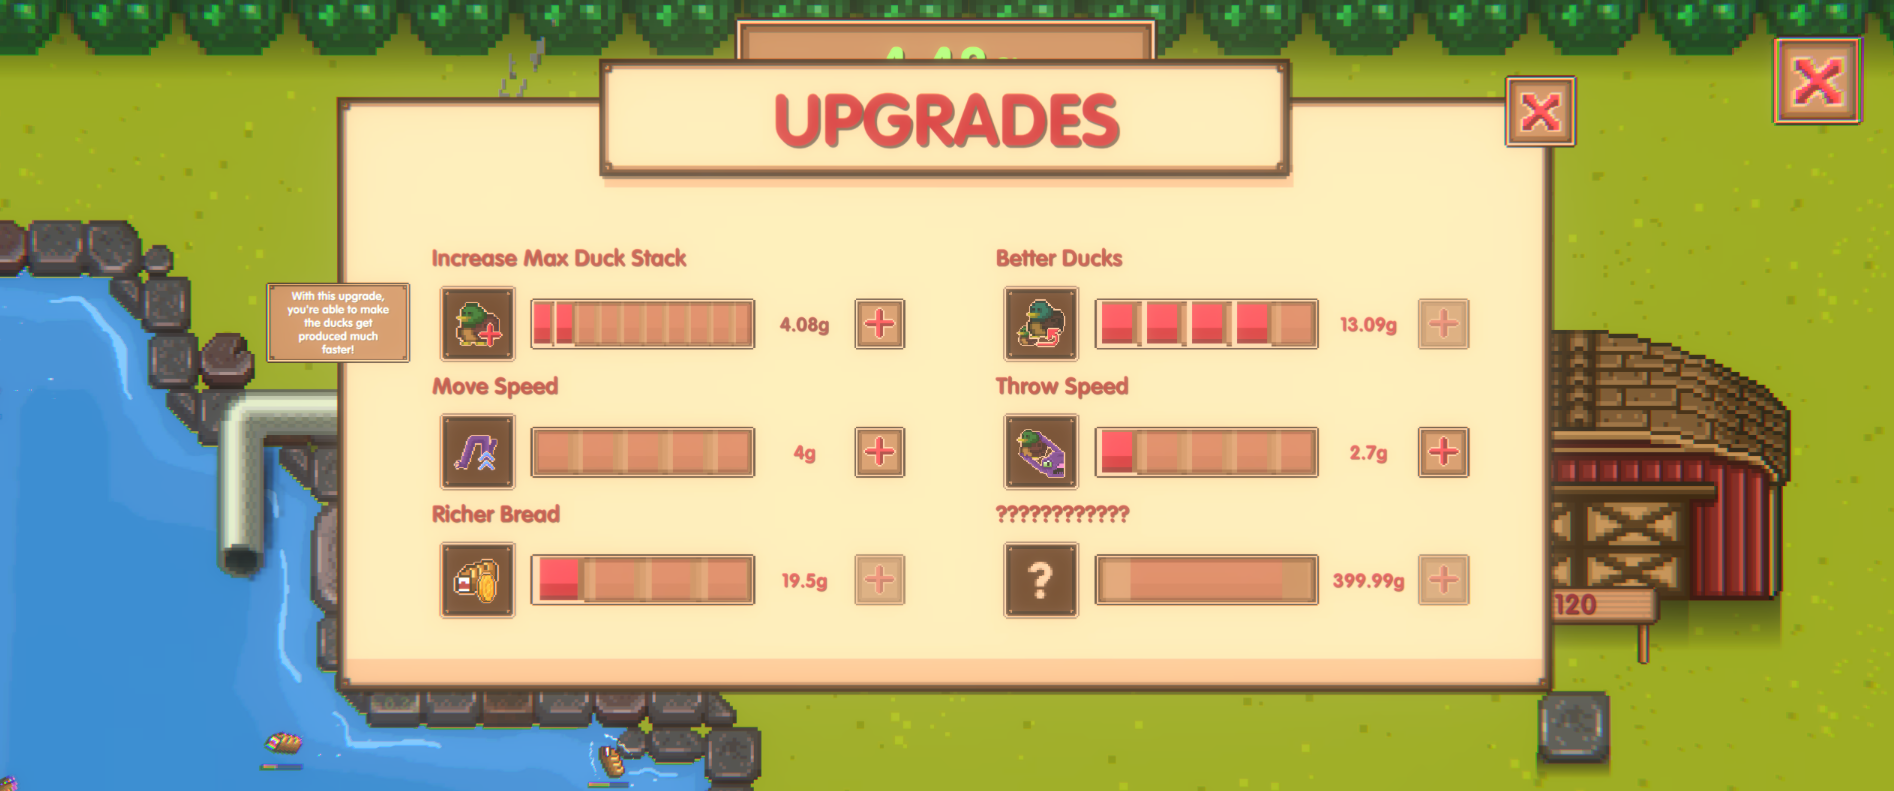 UPGRADES
Increase Max Duck Stack
4.08g
Better Ducks
13.09g
With this upgrade,
you're able to make
the ducks get
produced much
faster!
Move Speed
4g
Throw Speed
2.7g
Richer Bread
19.5g
????????????
?
399.99g
120